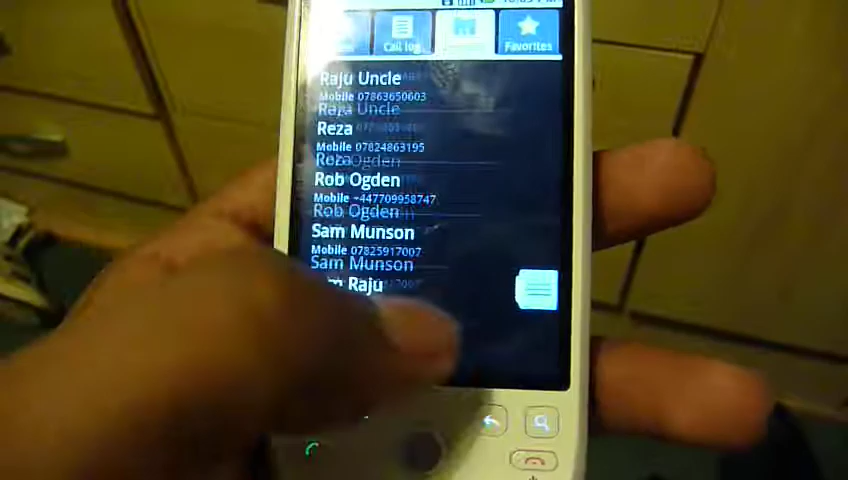 Call log
Favorites
Raju Uncle
Mobile 07863650603
Raza Uncle
Reza
Mobile 07824863195
Reza
Rob Ogden
Mobile +447709958747
Rob Ogden
Sam Munson
Mobile 07825917007
Sam Munson
Raju